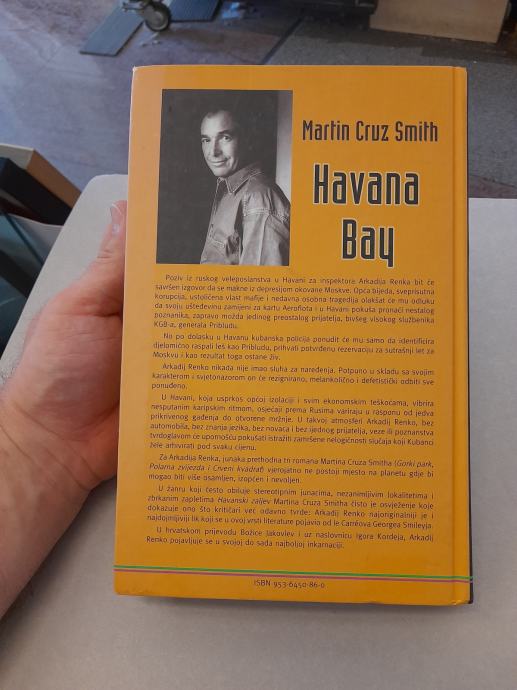 Martin Cruz Smith
Havana
Bay
Poziv iz ruskog veleposlanstva u Havani za inspektora Arkadija Renka bit će
savršen izgovor da se makne iz depresijom okovane Moskve. Opća bijeda, sveprisutna
korupcija, ustoličena vlast mafije i nedavna osobna tragedija olakšat će mu odluku
da svoju ušteđevinu zamijeni za kartu Aeroflota i u Havani pokuša pronaći nestalog
poznanika, zapravo možda jedinog preostalog prijatelja, bivšeg visokog službenika
KGB-a, generala Pribludu.
No po dolasku u Havanu kubanska policija ponudit će mu samo da identificira
djelomično raspali leš kao Pribludu, prihvati potvrđenu rezervaciju za sutrašnji let za
Moskvu i kao rezultat toga ostane živ.
Arkadij Renko nikada nije imao sluha za naređenja. Potpuno u skladu sa svojim
karakterom i svjetonazorom on će rezignirano, melankolično i defetistički odbiti sve
ponuđeno.
U Havani, koja usprkos općoj izolaciji i svim ekonomskim teškoćama, vibrira
nesputanim karipskim ritmom, osjećaji prema Rusima variraju u rasponu od jedva
prikrivenog gađenja do otvorene mržnje. U takvoj atmosferi Arkadij Renko, bez
automobila, bez znanja jezika, bez novaca i bez ijednog prijatelja, veze ili poznanstva
tvrdoglavom će upornošću pokušati istražiti zamršene nelogičnosti slučaja koji Kubanci
žele arhivirati pod svaku cijenu.
Za Arkadija Renka, junaka prethodna tri romana Martina Cruza Smitha (Gorki park,
Polarna zvijezda i Crveni kvadrat) vjerojatno ne postoji mjesto na planetu gdje bi
mogao biti više osamljen, izopćen i nevoljen.
U žanru koji često obiluje stereotipnim junacima, nezanimljivim lokalitetima i
zbrkanim zapletima Havanski zaljev Martina Cruza Smitha čisto je osvježenje koje
dokazuje ono što kritičari već odavno tvrde: Arkadij Renko najoriginalniji je i
najdojmljiviji lik koji se u ovoj vrsti literature pojavio od le Carréova Georgea Smileyja.
U hrvatskom prijevodu Božice Jakovlev i uz naslovnicu Igora Kordeja, Arkadij
Renko pojavljuje se u svojoj do sada najboljoj inkarnaciji.
ISBN 953-6450-86-0